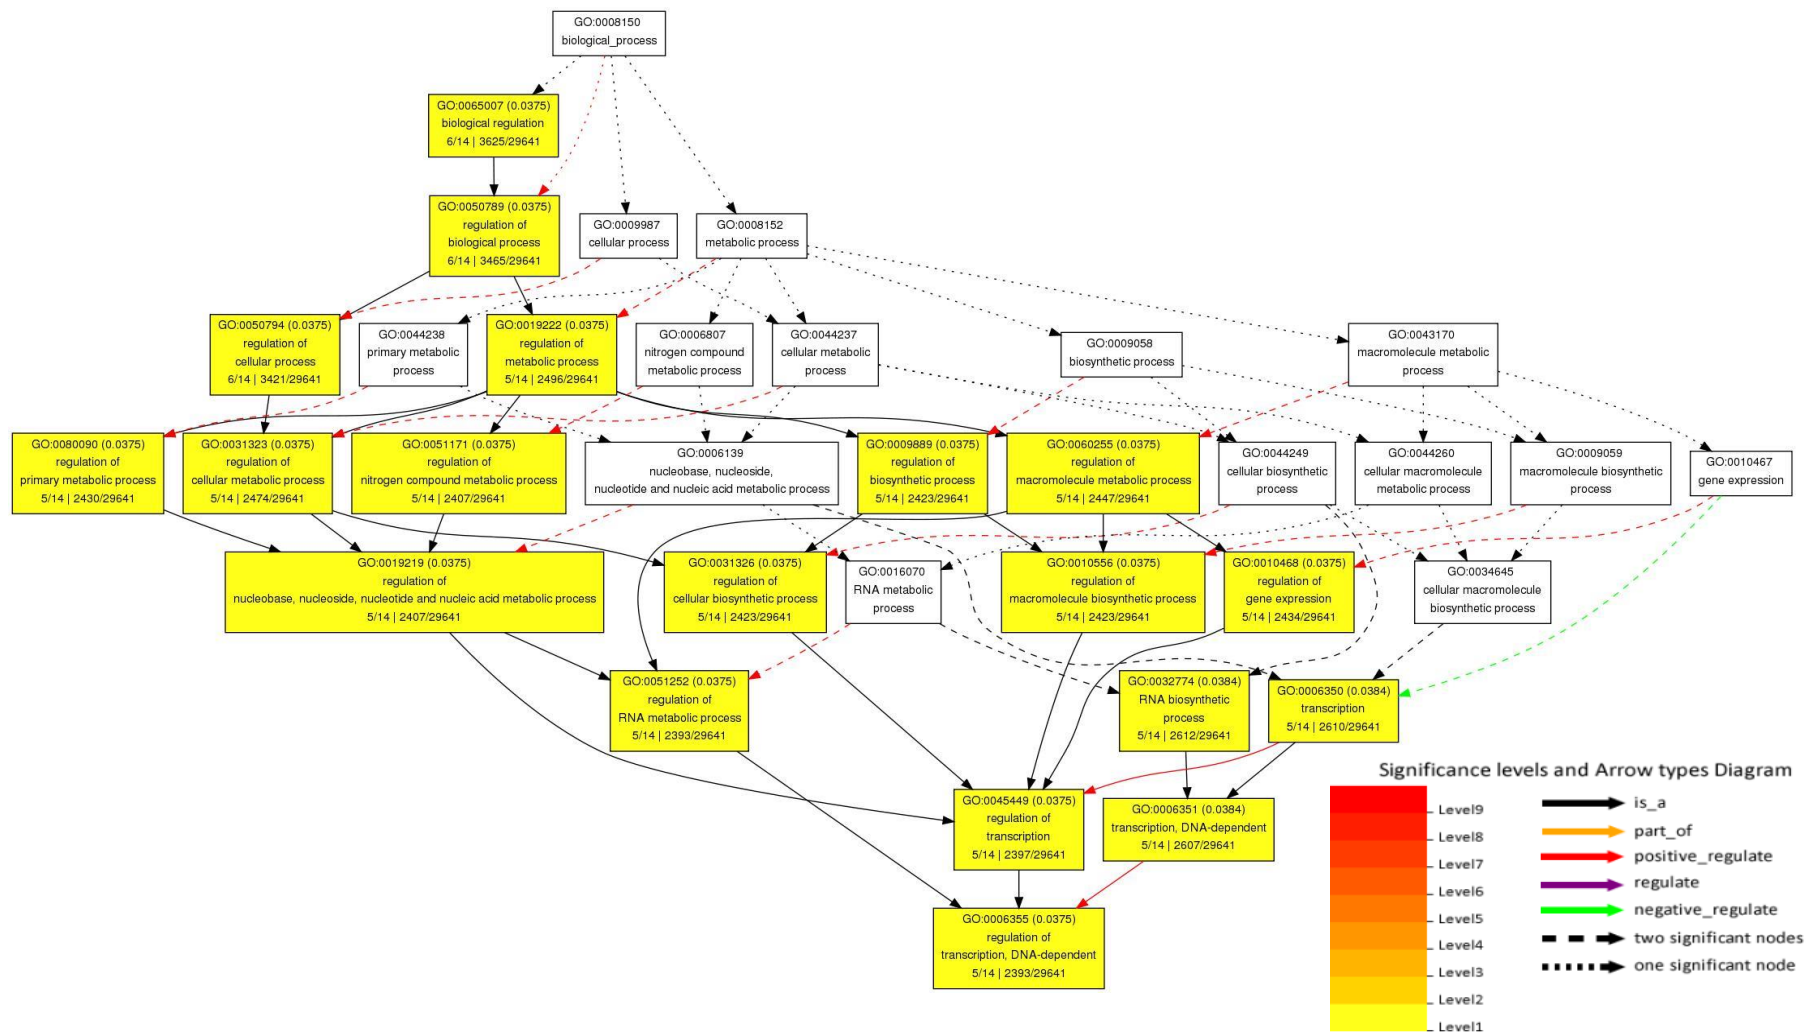 GO:0008150
biological_process
GO:0065007 (0.0375)
biological regulation
6/14 | 3625/29641
GO:0050789 (0.0375)
regulation of
biological process
6/14 | 3465/29641
GO:0009987
cellular process
GO:0008152
metabolic process
GO:0050794 (0.0375)
regulation of
cellular process
6/14 | 3421/29641
GO:0044238
primary metabolic
process
GO:0019222 (0.0375)
regulation of
metabolic process
5/14 | 2496/29641
GO:0006807
nitrogen compound
metabolic process
GO:0044237
cellular metabolic
process
GO:0009058
biosynthetic process
GO:0043170
macromolecule metabolic
process
GO:0080090 (0.0375)
regulation of
primary metabolic process
5/14 | 2430/29641
GO:0031323 (0.0375)
regulation of
cellular metabolic process
5/14 | 2474/29641
GO:0051171 (0.0375)
regulation of
nitrogen compound metabolic process
5/14 | 2407/29641
GO:0006139
nucleobase, nucleoside,
nucleotide and nucleic acid metabolic process
GO:0009889 (0.0375)
regulation of
biosynthetic process
5/14 | 2423/29641
GO:0060255 (0.0375)
regulation of
macromolecule metabolic process
5/14 | 2447/29641
GO:0044249
cellular biosynthetic
process
GO:0044260
cellular macromolecule
metabolic process
GO:0009059
macromolecule biosynthetic
process
GO:0010467
gene expression
GO:0019219 (0.0375)
regulation of
nucleobase, nucleoside, nucleotide and nucleic acid metabolic process
5/14 | 2407/29641
GO:0031326 (0.0375)
regulation of
cellular biosynthetic process
5/14 | 2423/29641
GO:0016070
RNA metabolic
process
GO:0010556 (0.0375)
regulation of
macromolecule biosynthetic process
5/14 | 2423/29641
GO:0010468 (0.0375)
regulation of
gene expression
5/14 | 2434/29641
GO:0034645
cellular macromolecule
biosynthetic process
GO:0051252 (0.0375)
regulation of
RNA metabolic process
5/14 | 2393/29641
GO:0032774 (0.0384)
RNA biosynthetic
process
5/14 | 2612/29641
GO:0006350 (0.0384)
transcription
5/14 | 2610/29641
GO:0045449 (0.0375)
regulation of
transcription
5/14 | 2397/29641
GO:0006351 (0.0384)
transcription, DNA-dependent
5/14 | 2607/29641
GO:0006355 (0.0375)
regulation of
transcription, DNA-dependent
5/14 | 2393/29641
Significance levels and Arrow types Diagram
Level9
Level8
Level7
Level6
Level5
Level4
Level3
Level2
Level1
is_a
part_of
positive_regulate
regulate
negative_regulate
two significant nodes
one significant node